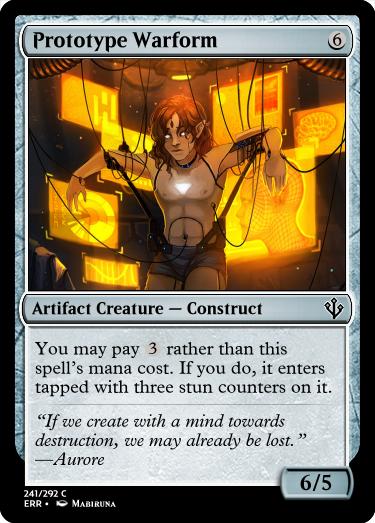 Prototype Warform 6
Artifact Creature — Construct
You may pay 3 rather than this
spell's mana cost. If you do, it enters
tapped with three stun counters on it.
"If we create with a mind towards
destruction, we may already be lost."
—Aurore
6/5
241/292 C
ERR • Mabiruna